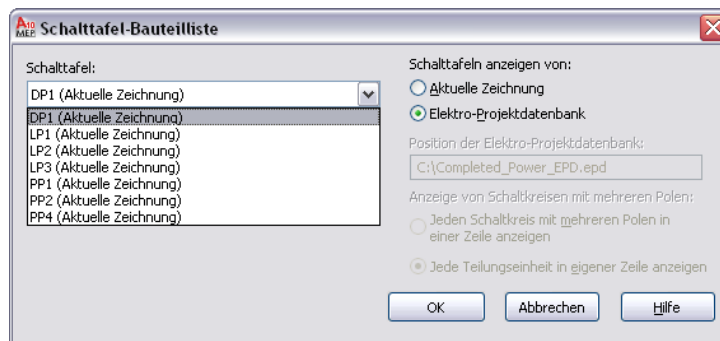 A10
MEP
Schalttafel-Bauteilliste
Schalttafel:
DP1 (Aktuelle Zeichnung)
DP1 (Aktuelle Zeichnung)
LP1 (Aktuelle Zeichnung)
LP2 (Aktuelle Zeichnung)
LP3 (Aktuelle Zeichnung)
PP1 (Aktuelle Zeichnung)
PP2 (Aktuelle Zeichnung)
PP4 (Aktuelle Zeichnung)
Schalttafeln anzeigen von:
Aktuelle Zeichnung
Elektro-Projektdatenbank
Position der Elektro-Projektdatenbank:
C:\Completed_Power_EPD.epd
Anzeige von Schaltkreisen mit mehreren Polen:
Jeden Schaltkreis mit mehreren Polen in
einer Zeile anzeigen
Jede Teilungseinheit in eigener Zeile anzeigen
OK
Abbrechen
Hilfe